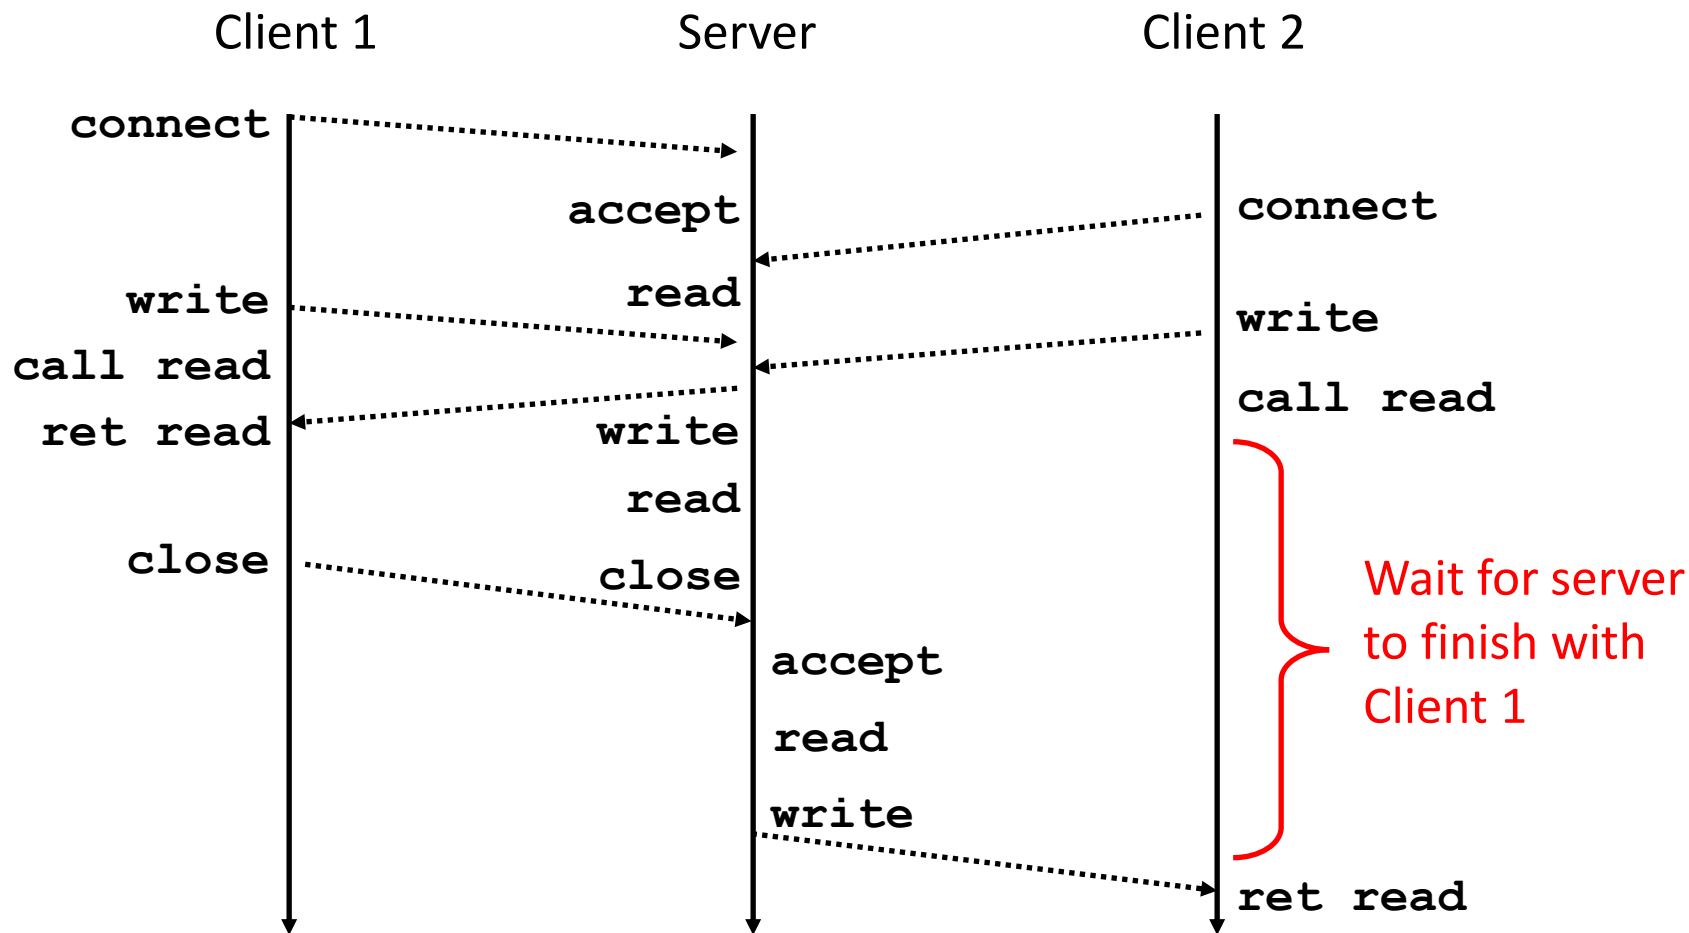 Client 1
Server
Client 2
connect
accept
connect
write
read
write
call read
call read
ret read
write
read
close
close
Wait for server
to finish with
Client 1
accept
read
write
ret read